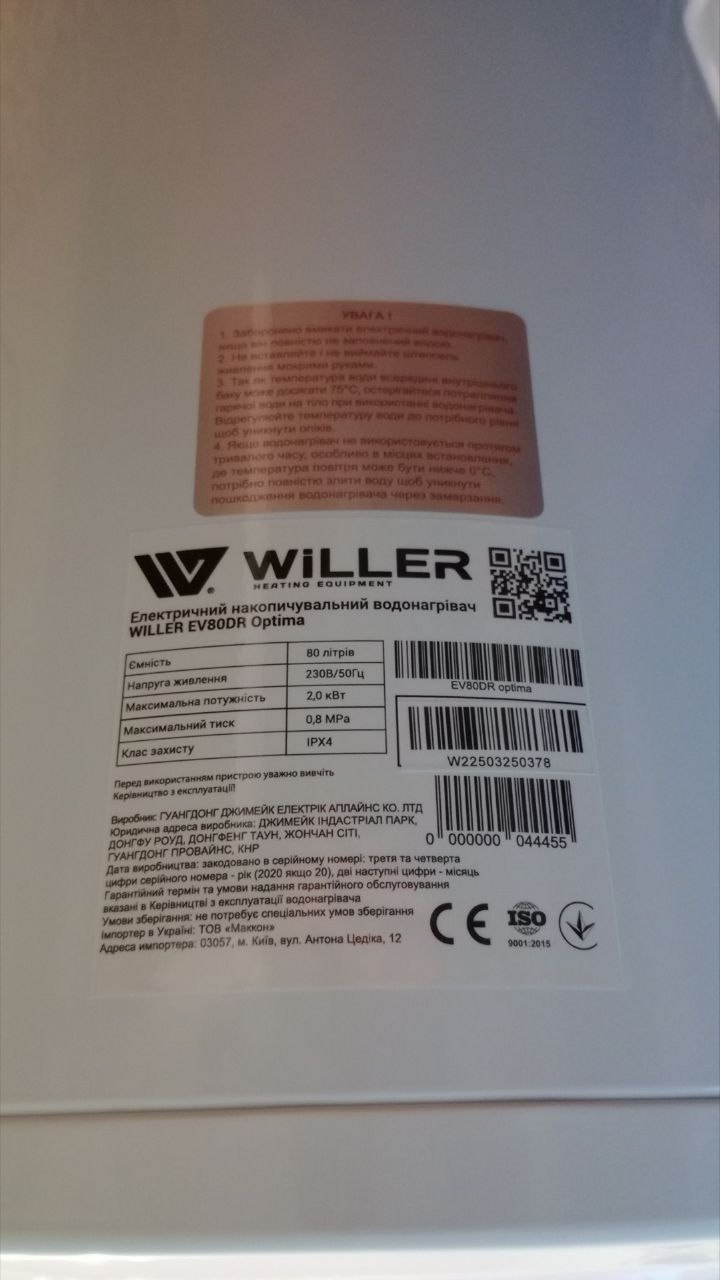 УВАГА !
1. Заборонено вмикати електричний водонагрівач,
якщо він повністю не заповнений водою.
2. Не вставляйте і не виймайте штепсель
живлення мокрими руками.
3. Так як температура води всередині внутрішнього
баку може досягати 75°С, остерігайтеся потрапляння
гарячої води на тіло при використанні водонагрівача.
Відрегулюйте температуру води до потрібного рівня
щоб уникнути опіків.
4. Якщо водонагрівач не використовується протягом
тривалого часу, особливо в місцях встановлення,
де температура повітря може бути нижче 0°С,
потрібно повністю злити воду щоб уникнути
пошкодження водонагрівача через замерзання.
WiLLER
HEATING EQUIPMENT
Електричний накопичувальний водонагрівач
WILLER EV80DR Optima
Ємність 80 літрів
Напруга живлення 230В/50Гц
Максимальна потужність 2,0 кВт
Максимальний тиск 0,8 МРа
Клас захисту IPX4
EV80DR optima
W22503250378
0 000000 044455
Перед використанням пристрою уважно вивчіть
Керівництво з експлуатації!
Виробник: ГУАНГДОНГ ДЖИМЕЙК ЕЛЕКТРІК АПЛАЙНС КО. ЛТД
Юридична адреса виробника: ДЖИМЕЙК ІНДАСТРІАЛ ПАРК,
ДОНГФУ РОУД, ДОНГФЕНГ ТАУН, ЖОНЧАН СІТІ,
ГУАНГДОНГ ПРОВАЙНС, КНР
Дата виробництва: закодовано в серійному номері: третя та четверта
цифри серійного номера - рік (2020 якщо 20), дві наступні цифри - місяць
Гарантійний термін та умови надання гарантійного обслуговування
вказані в Керівництві з експлуатації водонагрівача
Умови зберігання: не потребує спеціальних умов зберігання
Імпортер в Україні: ТОВ «Маккон»
Адреса импортера: 03057, м. Київ, вул. Антона Цедіка, 12
CE
ISO
9001:2015